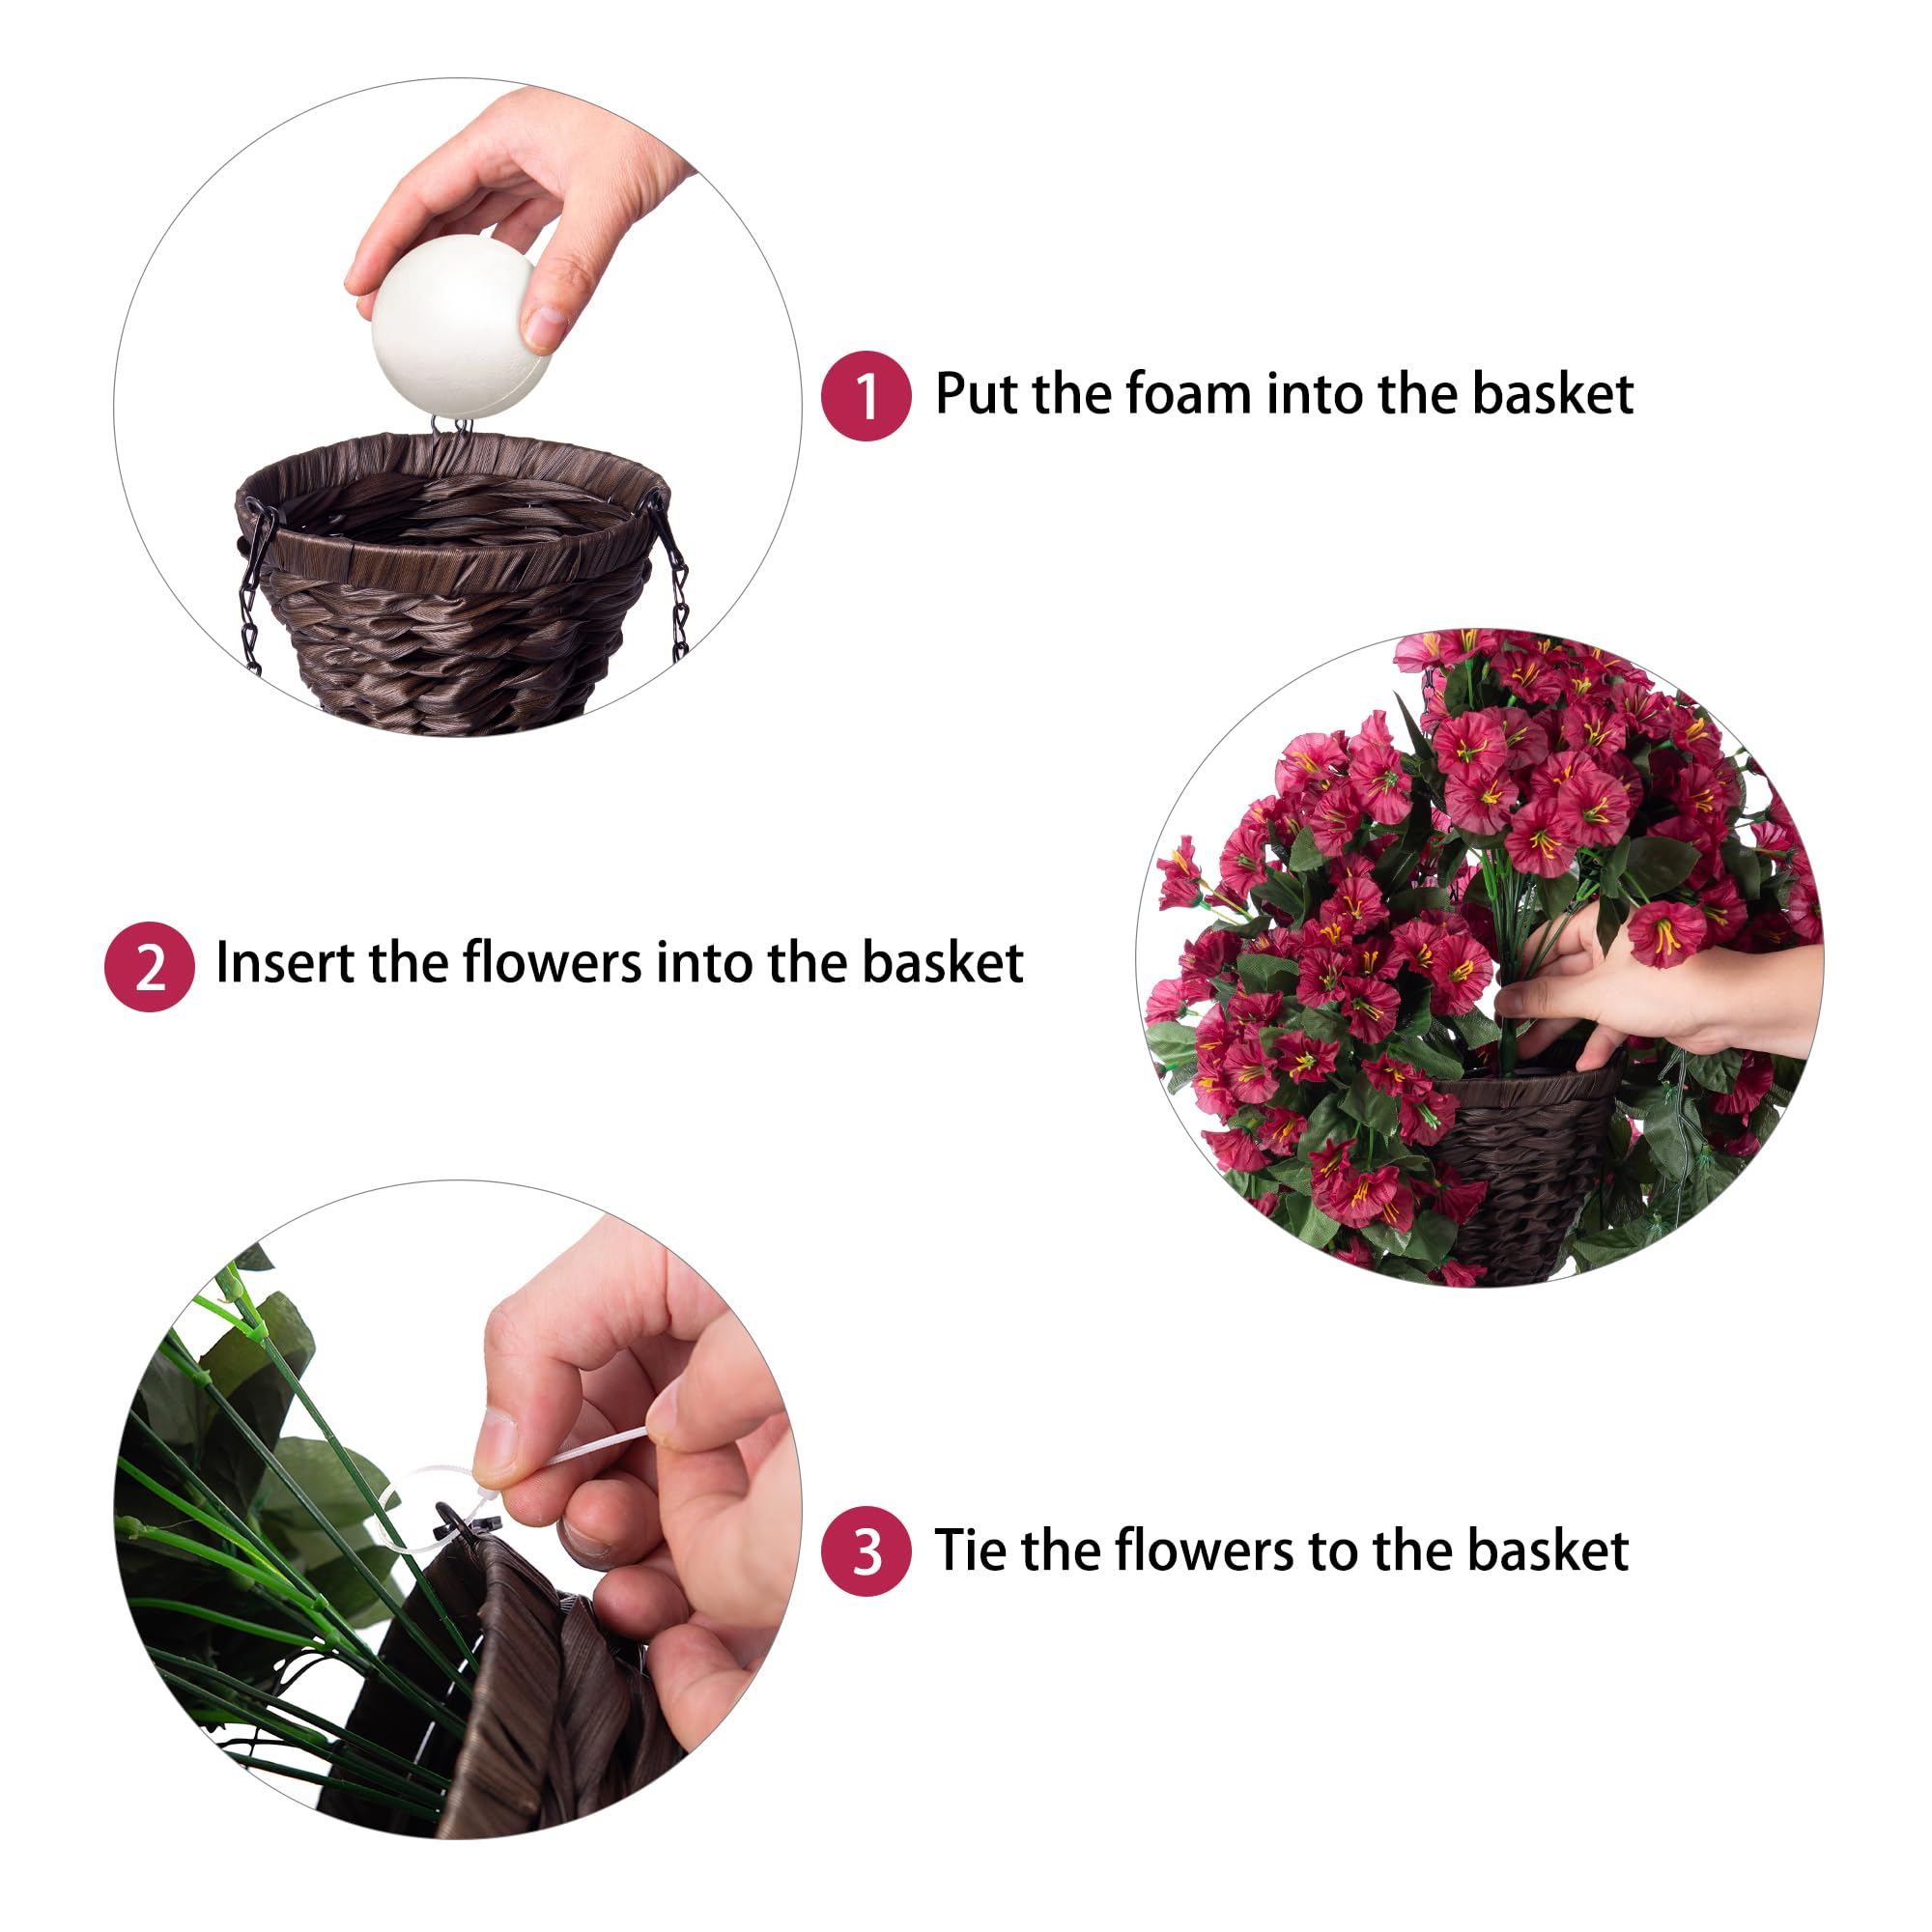 1 Put the foam into the basket
2 Insert the flowers into the basket
3 Tie the flowers to the basket